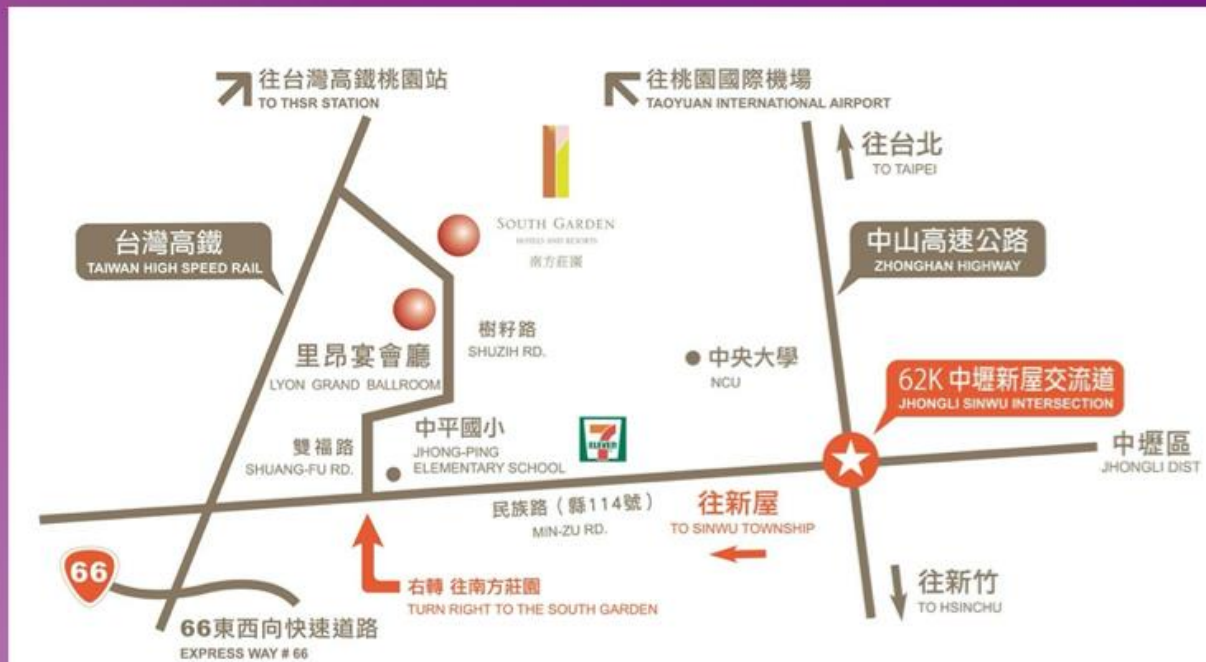 往台灣高鐵桃園站
TO THSR STATION
往桃園國際機場
TAOYUAN INTERNATIONAL AIRPORT
往台北
TO TAIPEI
SOUTH GARDEN
HOTELS AND RESORTS
南方莊園
台灣高鐵
TAIWAN HIGH SPEED RAIL
中山高速公路
ZHONGHAN HIGHWAY
樹籽路
SHUZIH RD.
里昂宴會廳
LYON GRAND BALLROOM
中央大學
NCU
62K 中壢新屋交流道
JHONGLI SINWU INTERSECTION
雙福路
SHUANG-FU RD.
中平國小
JHONG-PING
ELEMENTARY SCHOOL
7
ELEVEN
中壢區
JHONGLI DIST
民族路（縣114號）
MIN-ZU RD.
往新屋
TO SINWU TOWNSHIP
66
右轉 往南方莊園
TURN RIGHT TO THE SOUTH GARDEN
往新竹
TO HSINCHU
66東西向快速道路
EXPRESS WAY # 66